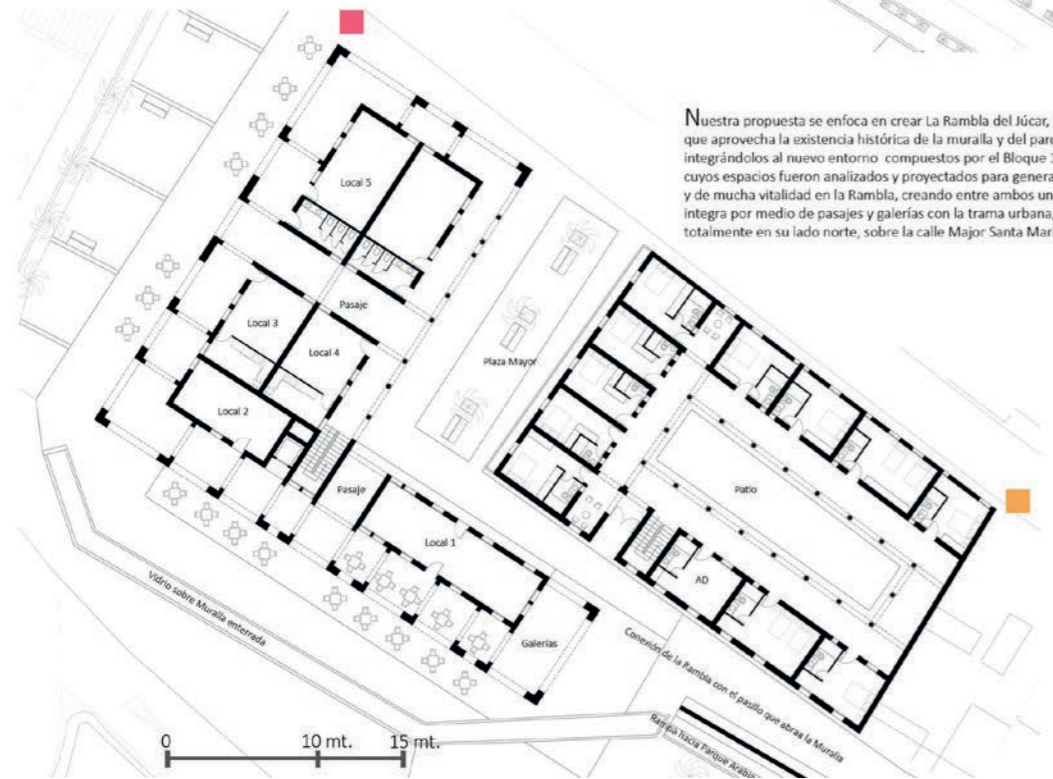 Nuestra propuesta se enfoca en crear La Rambla del Júcar,
que aprovecha la existencia histórica de la muralla y del parq
integrándolos al nuevo entorno compuestos por el Bloque 1
cuyos espacios fueron analizados y proyectados para genera
y de mucha vitalidad en la Rambla, creando entre ambos un
integra por medio de pasajes y galerías con la trama urbana,
totalmente en su lado norte, sobre la calle Major Santa Marí
Local 5
Pasaje
Local 3
Local 4
Plaza Mayor
Local 2
Pasaje
Patio
Local 1
AD
Galerías
Vidrio sobre Muralla enterrada
Conexión de la Rambla con el pasillo que abraa la Muralla
Rampa hacia Parque Arabia
0 10 mt. 15 mt.